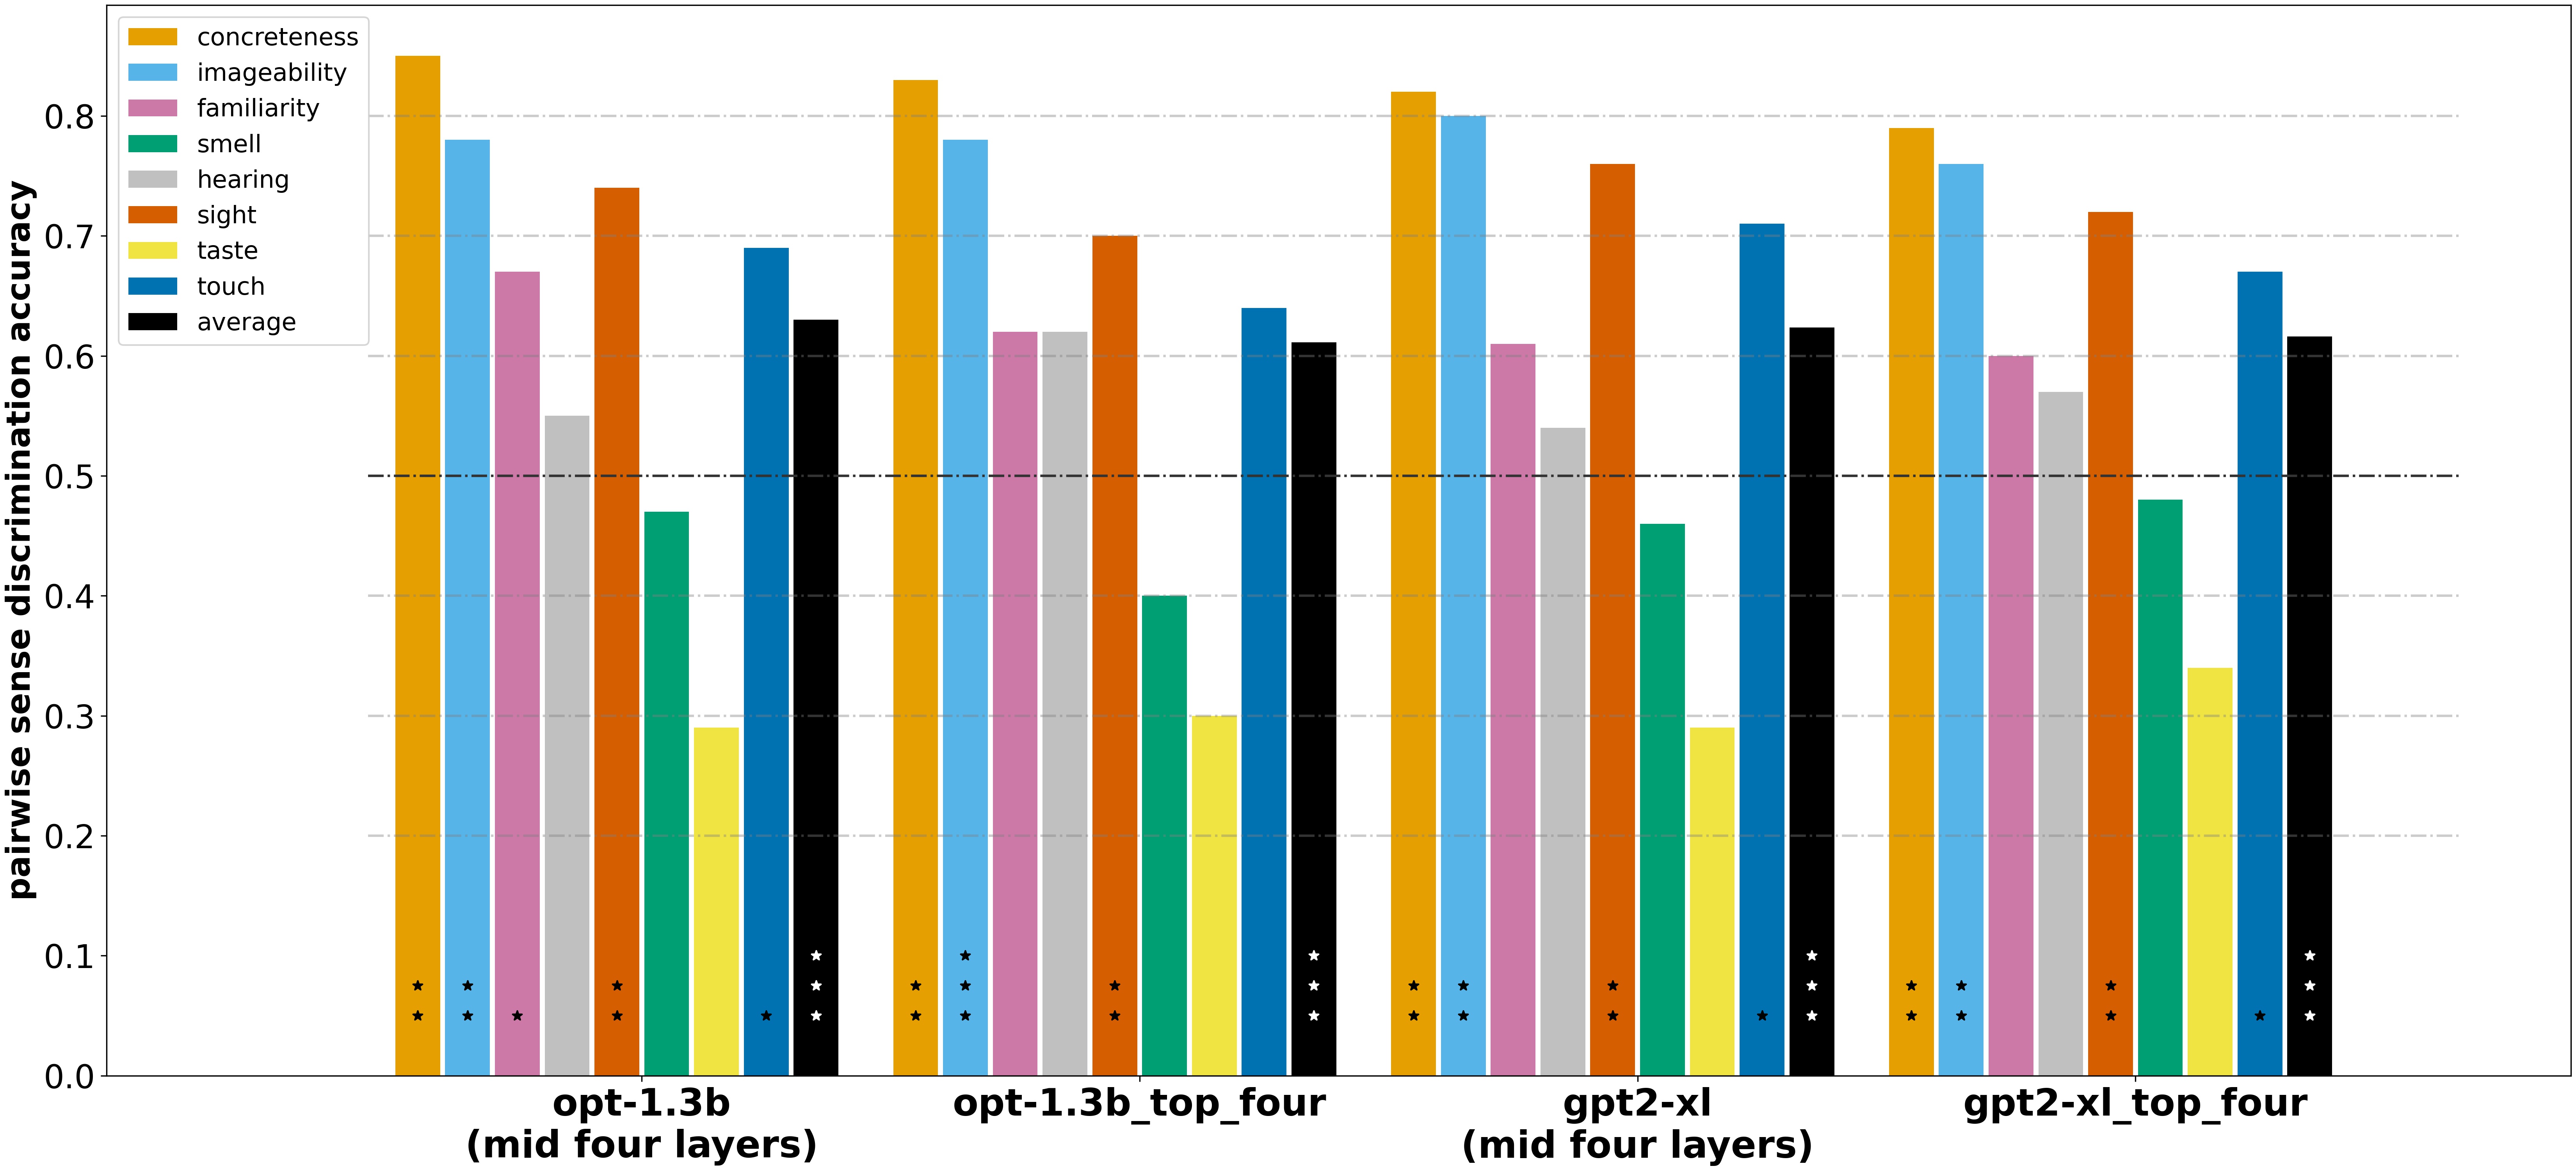 concreteness
imageability
familiarity
smell
hearing
sight
taste
touch
average
pairwise sense discrimination accuracy
0.8
0.7
0.6
0.5
0.4
0.3
0.2
0.1
0.0
opt-1.3b
(mid four layers)
opt-1.3b_top_four
gpt2-xl
(mid four layers)
gpt2-xl_top_four